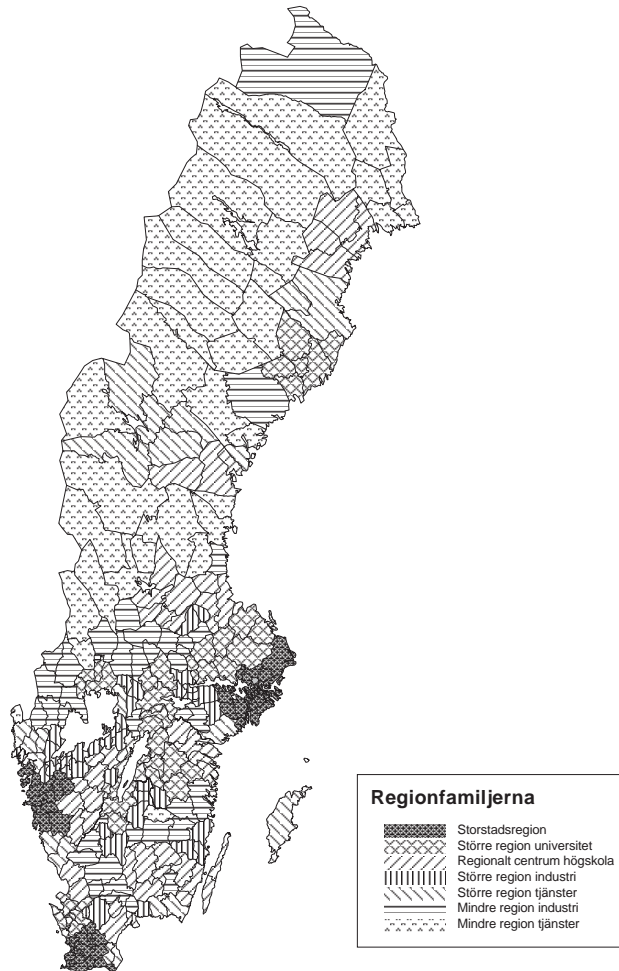 Regionfamiljerna
Storstadsregion
Större region universitet
Regionalt centrum högskola
Större region industri
Större region tjänster
Mindre region industri
Mindre region tjänster